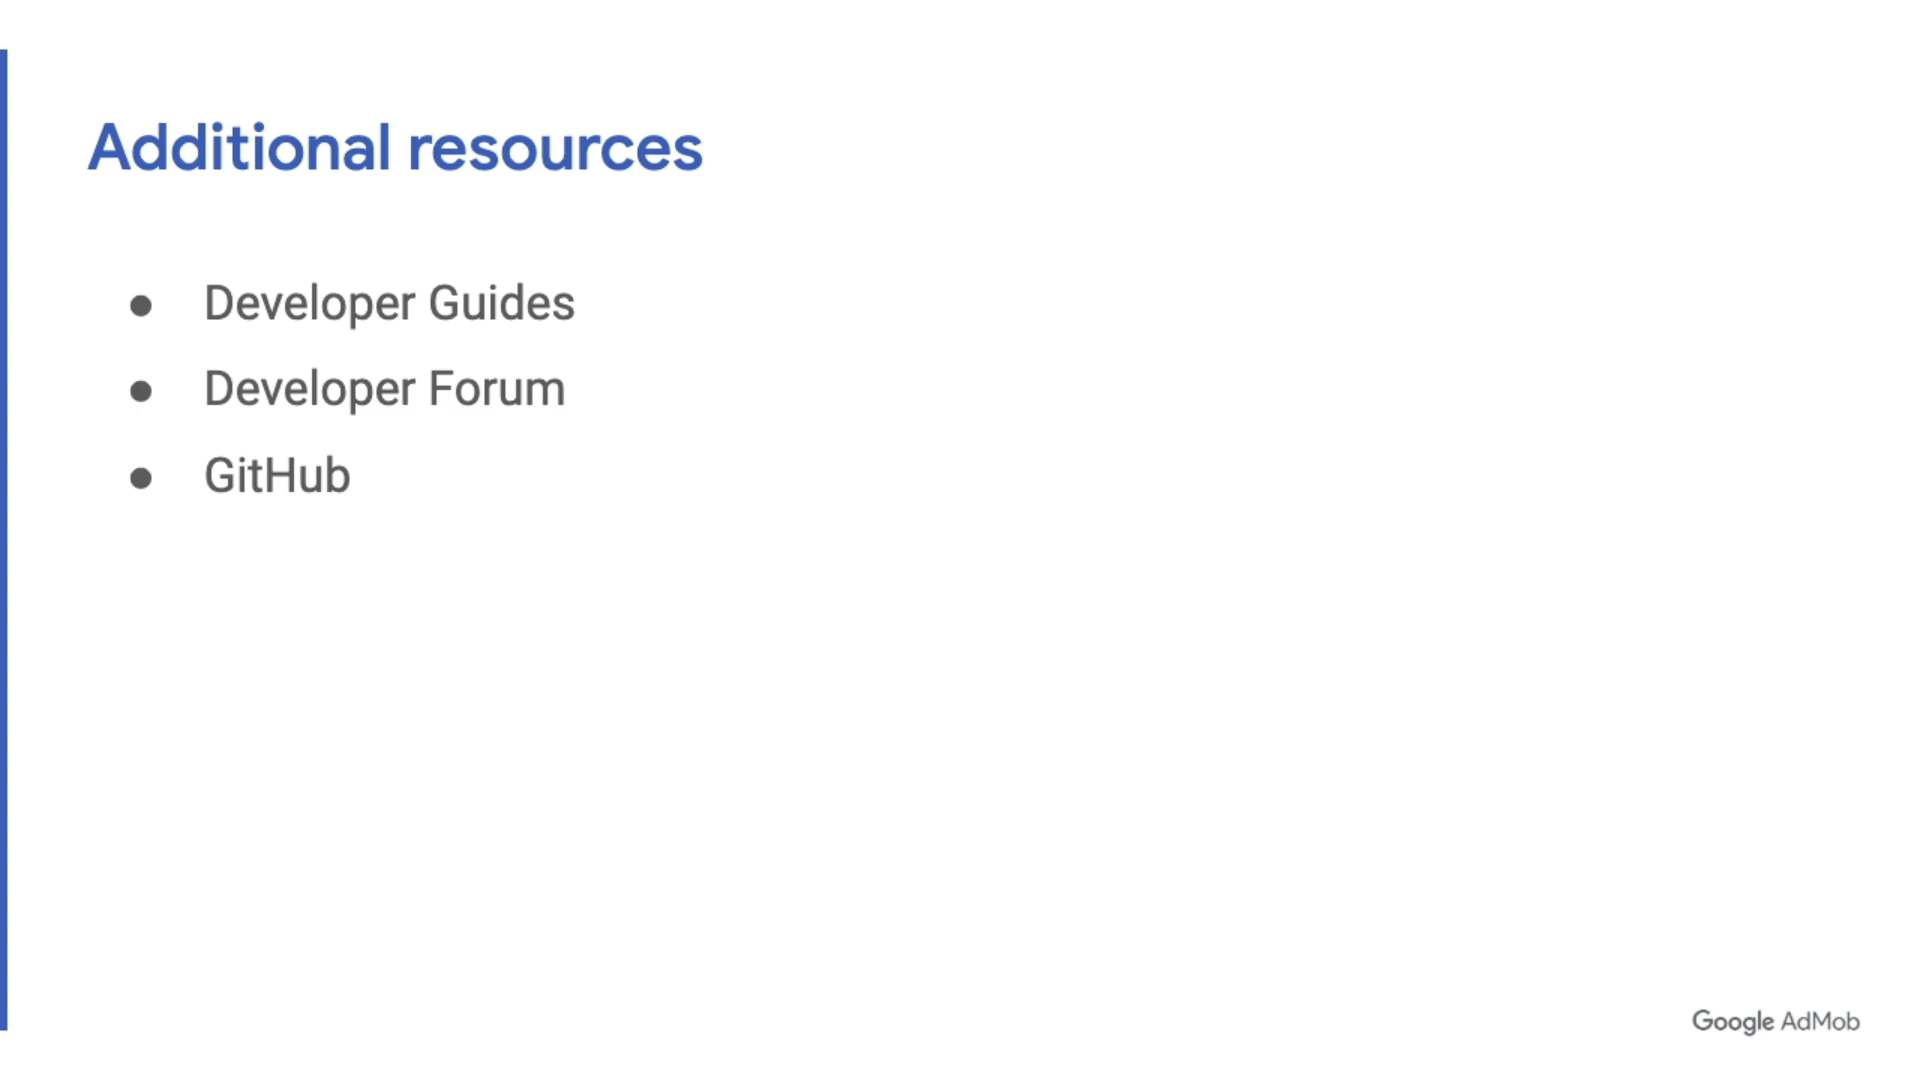 Additional resources
● Developer Guides
● Developer Forum
● GitHub
Google AdMob